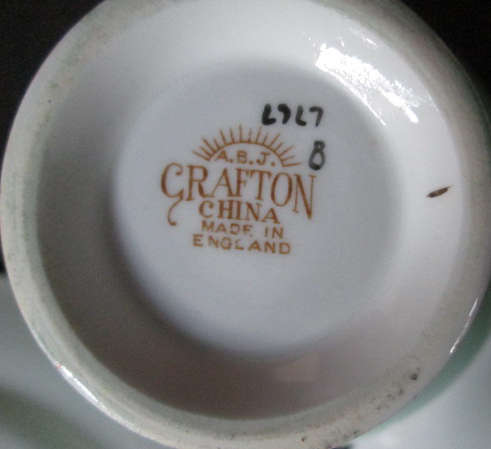 8
A.B.J.
GRAFTON
CHINA
MADE IN
ENGLAND